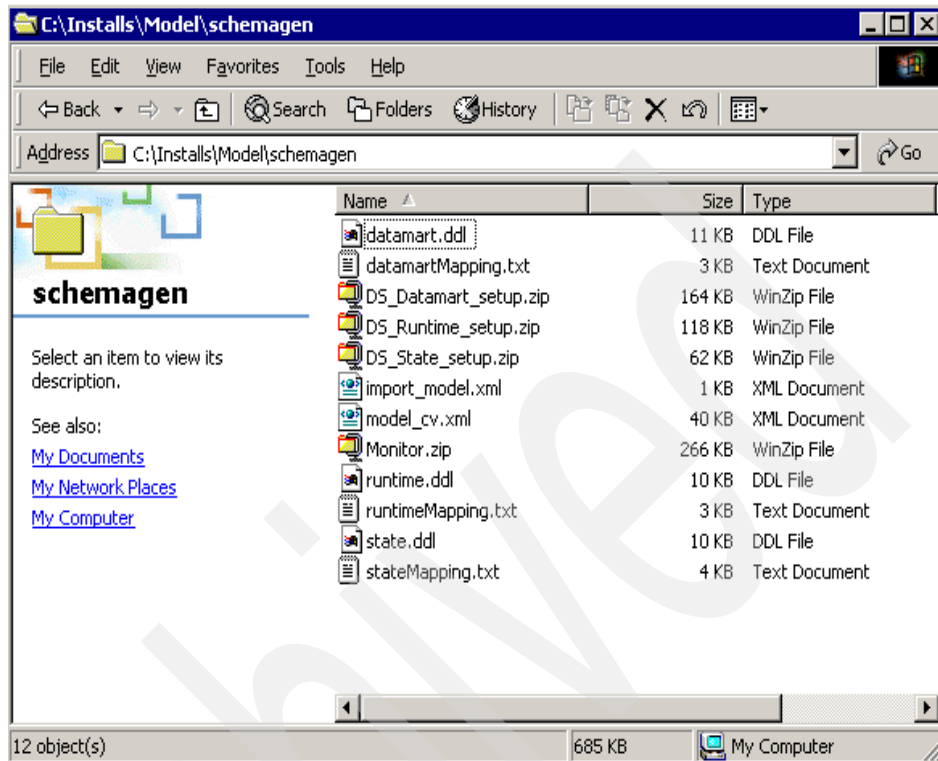 C:\Installs\Model\schemagen
File Edit View Favorites Tools Help
Back Search Folders History
Address C:\Installs\Model\schemagen Go
Name Size Type
datamart.ddl 11 KB DDL File
datamartMapping.txt 3 KB Text Document
DS_Datamart_setup.zip 164 KB WinZip File
DS_Runtime_setup.zip 118 KB WinZip File
DS_State_setup.zip 62 KB WinZip File
import_model.xml 1 KB XML Document
model_cv.xml 40 KB XML Document
Monitor.zip 266 KB WinZip File
runtime.ddl 10 KB DDL File
runtimeMapping.txt 3 KB Text Document
state.ddl 10 KB DDL File
stateMapping.txt 4 KB Text Document
schemagen
Select an item to view its
description.
See also:
My Documents
My Network Places
My Computer
12 object(s) 685 KB My Computer
hived